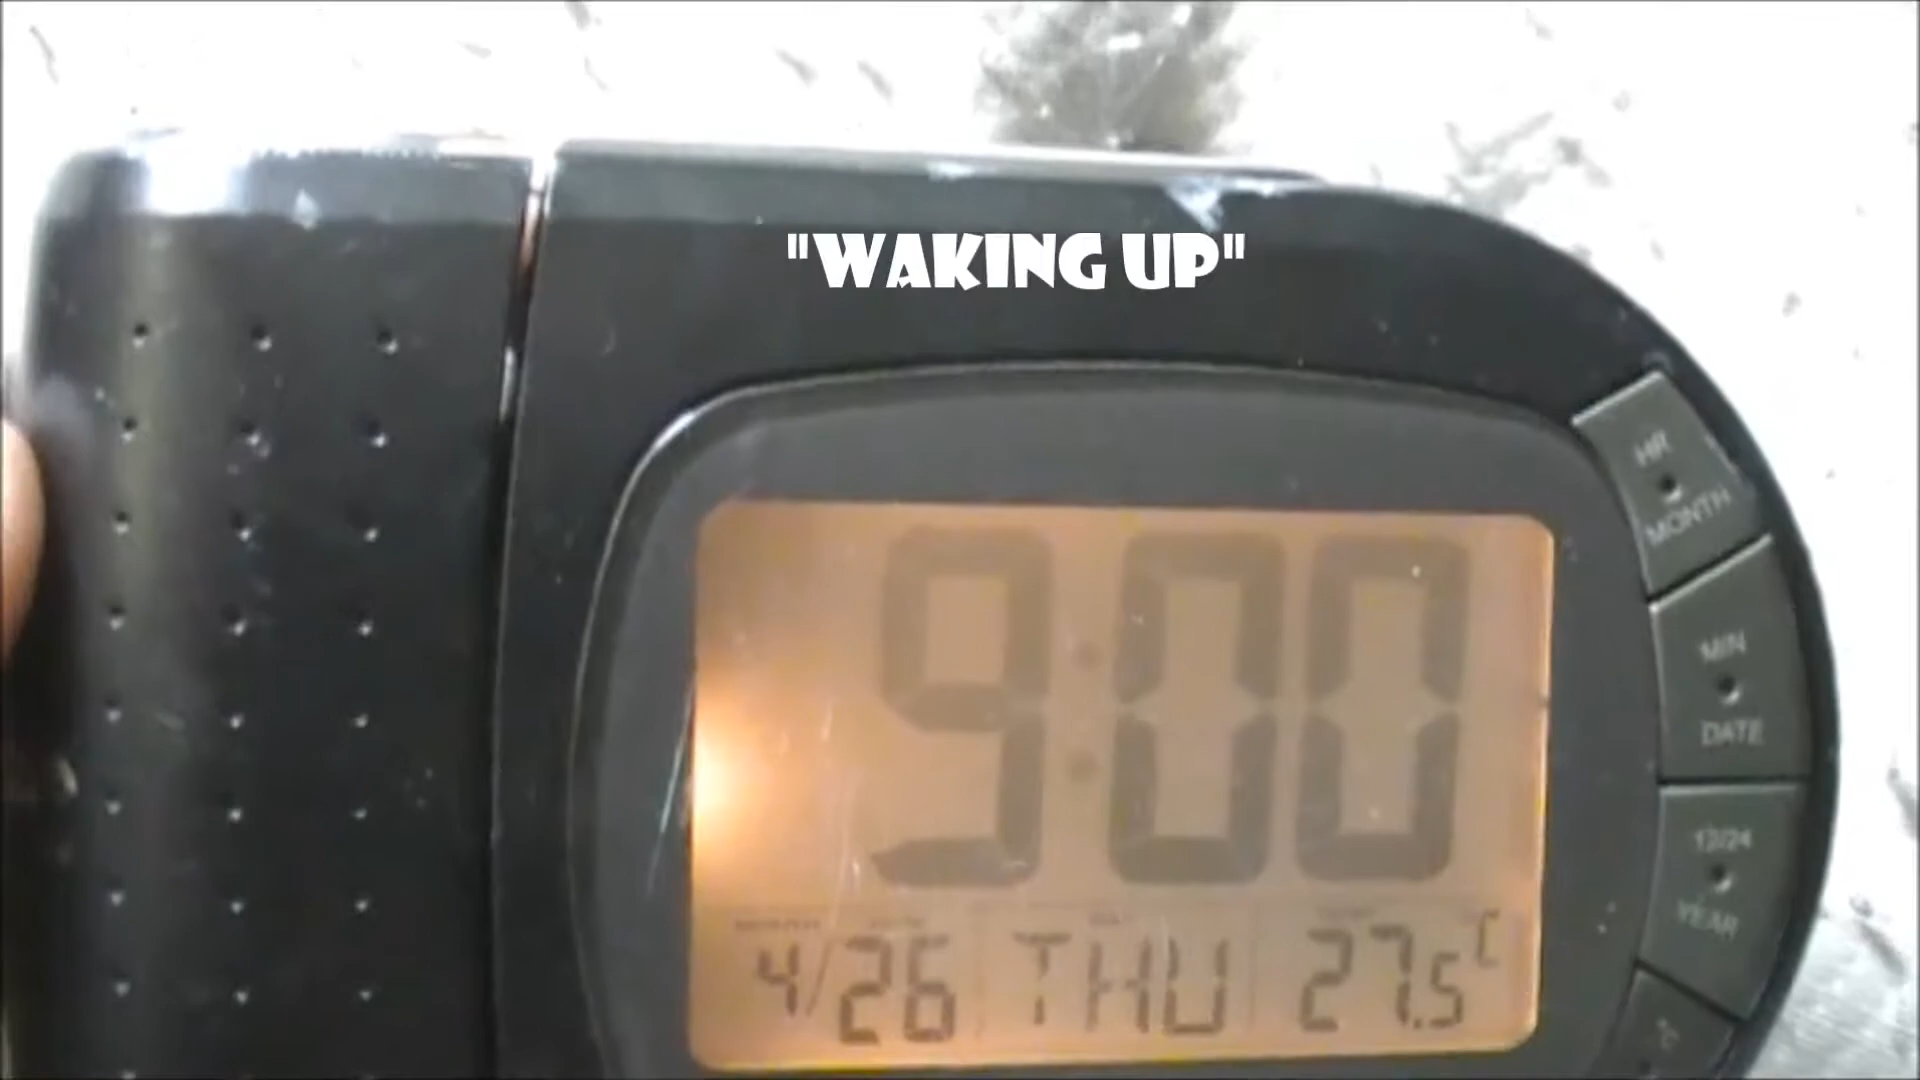 "WAKING UP"
HR
MONTH
MIN
DATE
12/24
YEAR
°C
9:00
4/26 THU 27.5 C